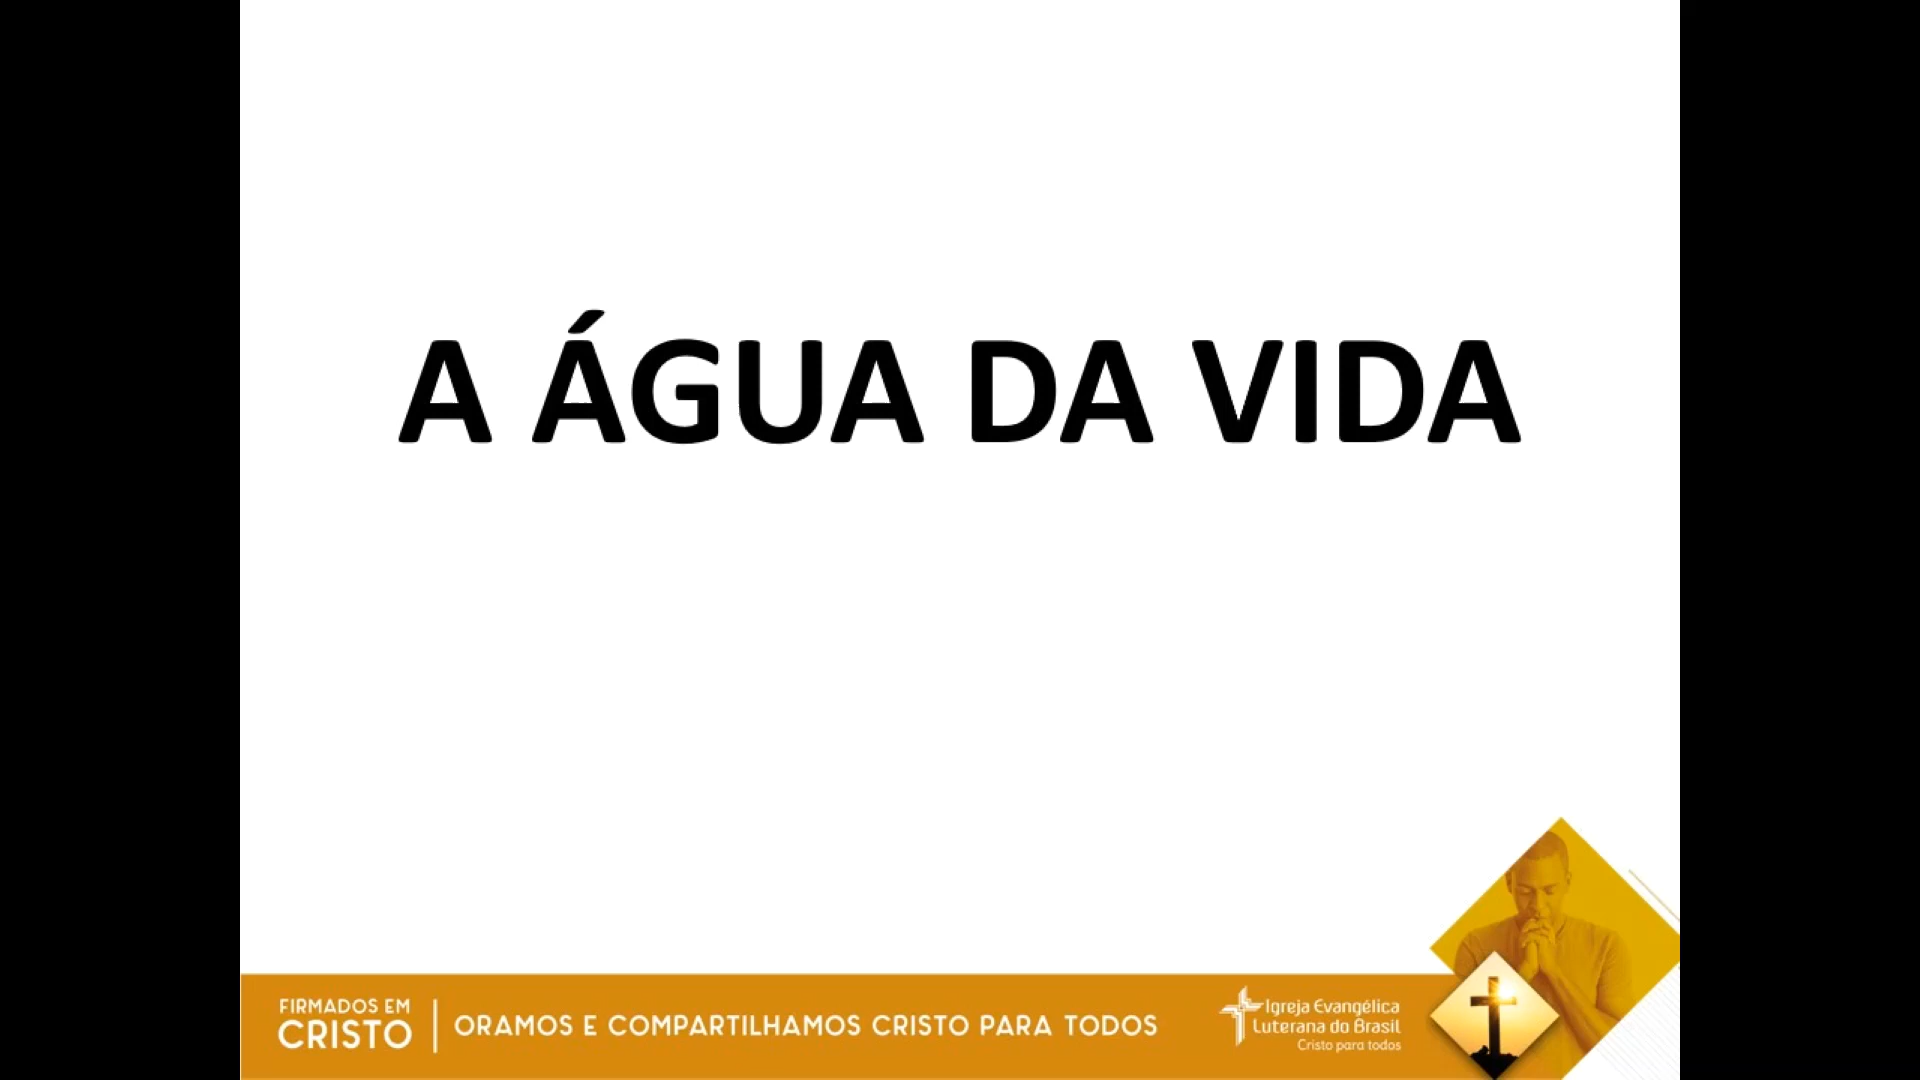 A ÁGUA DA VIDA
FIRMADOS EM
CRISTO
ORAMOS E COMPARTILHAMOS CRISTO PARA TODOS
Igreja Evangélica
Luterana do Brasil
Cristo para todos